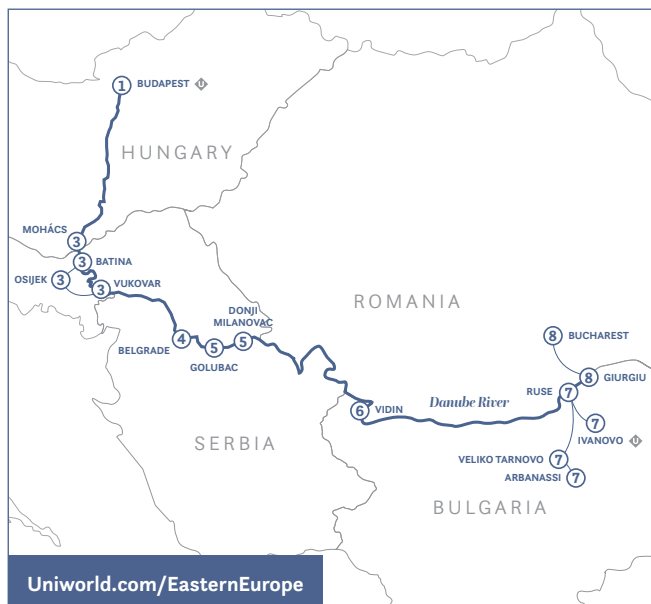 1
BUDAPEST
U
HUNGARY
MOHÁCS
3
3
BATINA
OSIJEK
3
3
VUKOVAR
DONJI
MILANOVAC
ROMANIA
BELGRADE
4
5
5
GOLUBAC
8
BUCHAREST
8
GIURGIU
RUSE
7
Danube River
6
VIDIN
7
IVANOVO
U
SERBIA
VELIKO TARNOVO
7
ARBANASSI
7
BULGARIA
Uniworld.com/EasternEurope